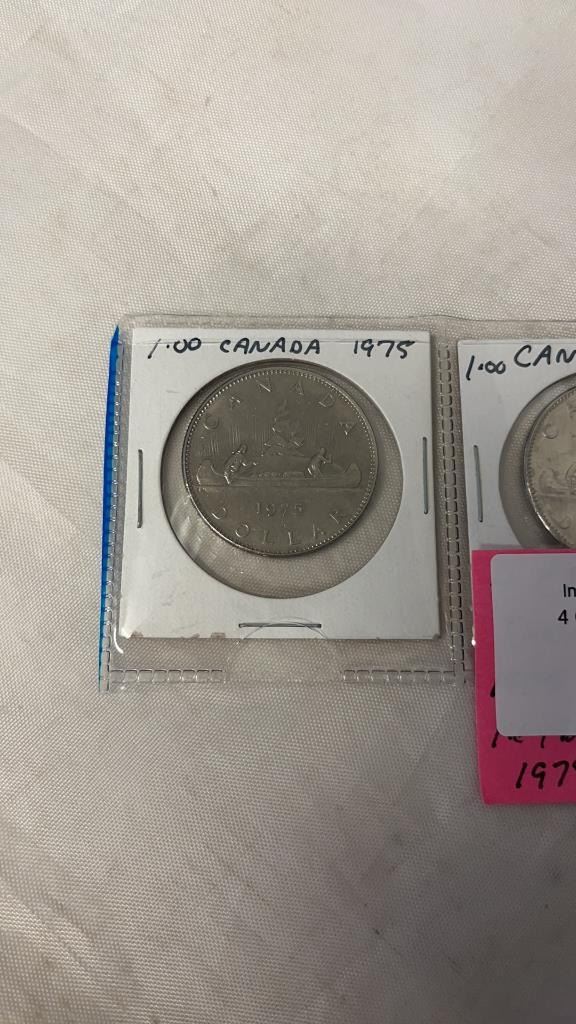 1.00 CANADA 1975
CANADA
1975
DOLLAR
1.00 CAN
In
4
197